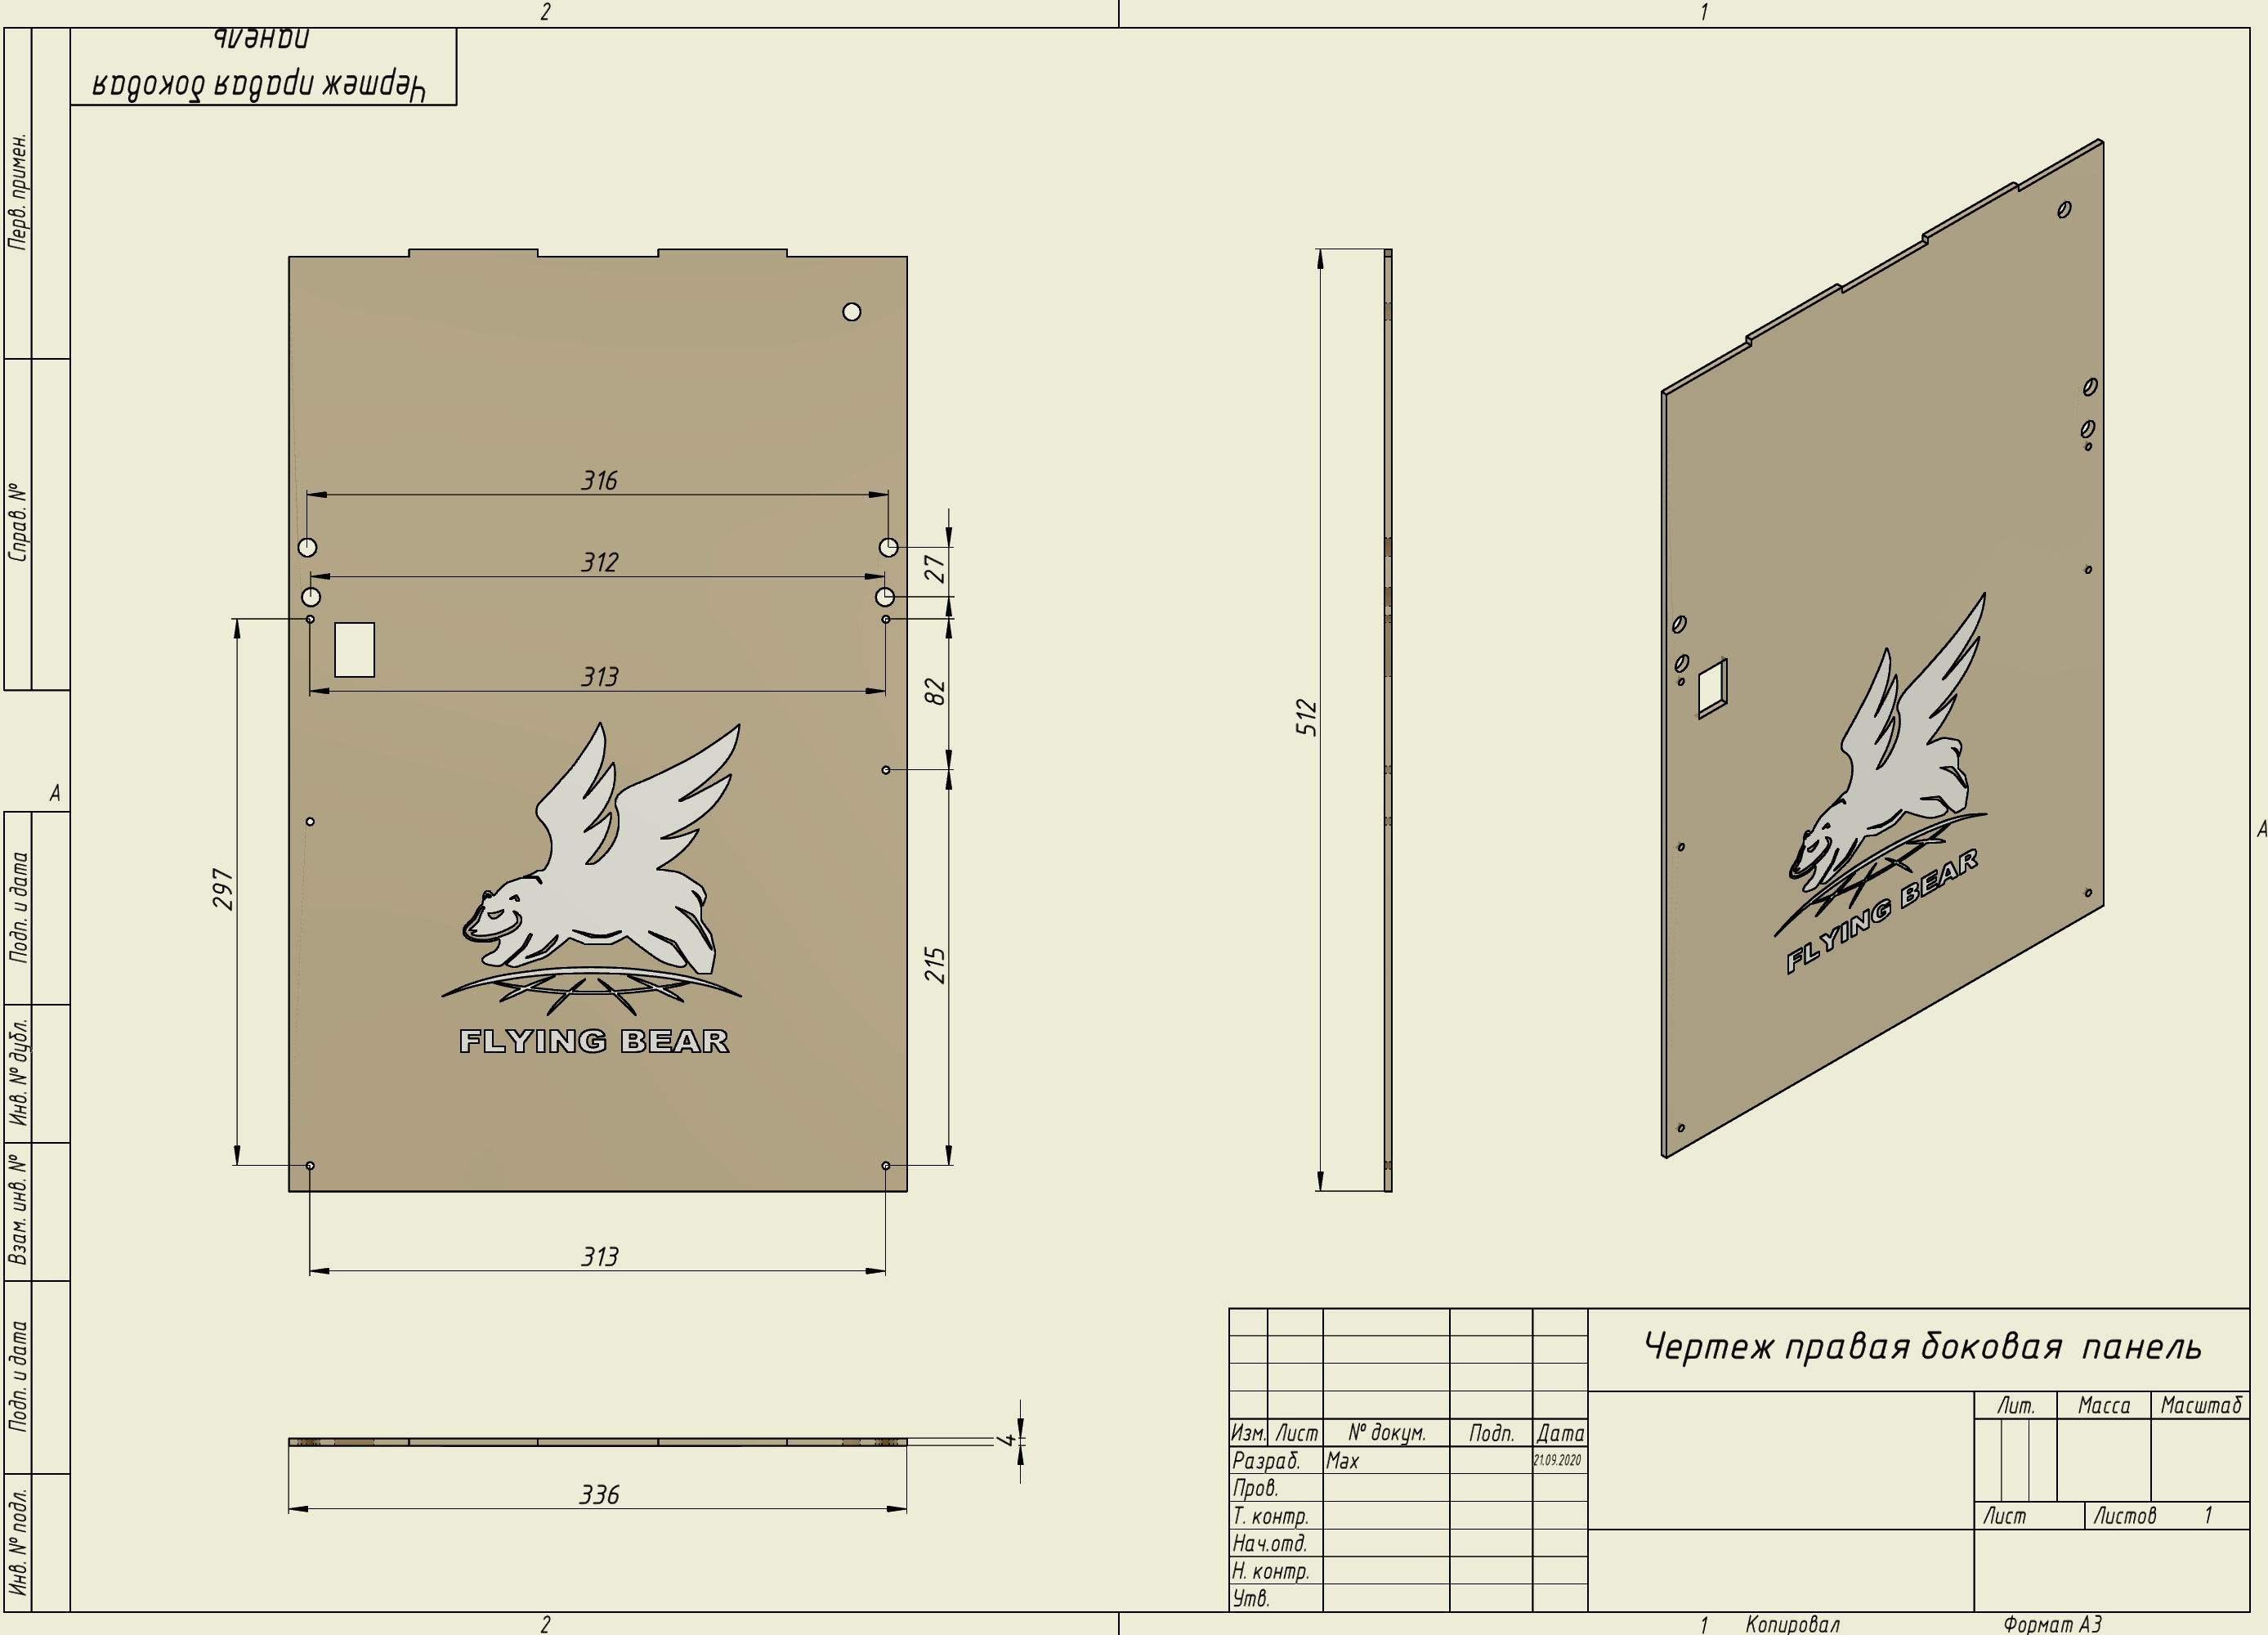 2
1
Чертеж правая боковая
панель
Перв. примен.
Справ. №
А
Подп. и дата
Инв. № дубл.
Взам. инв. №
Подп. и дата
Инв. № подл.
316
312
27
313
82
297
215
313
FLYING BEAR
512
336
4
А
Чертеж правая боковая панель
Лит. Масса Масштаб
Изм. Лист № докум. Подп. Дата
Разраб. Max 21.09.2020
Пров.
Т. контр. Лист Листов 1
Нач.отд.
Н. контр.
Утв.
FLYING BEAR
2
1 Копировал Формат А3